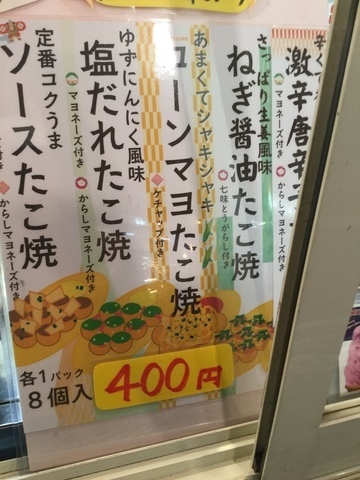 激辛唐辛
からしマヨネーズ付き
さっぱり生姜風味
ねぎ醤油たこ焼
七味とうがらし付き
あまくてシャキシャキ
コーンマヨたこ焼
ケチャップ付き
ゆずにんにく風味
塩だれたこ焼
マヨネーズ付き
からしマヨネーズ付き
定番コクうま
ソースたこ焼
マヨネーズ付き
からしマヨネーズ付き
各1パック
8個入
400円